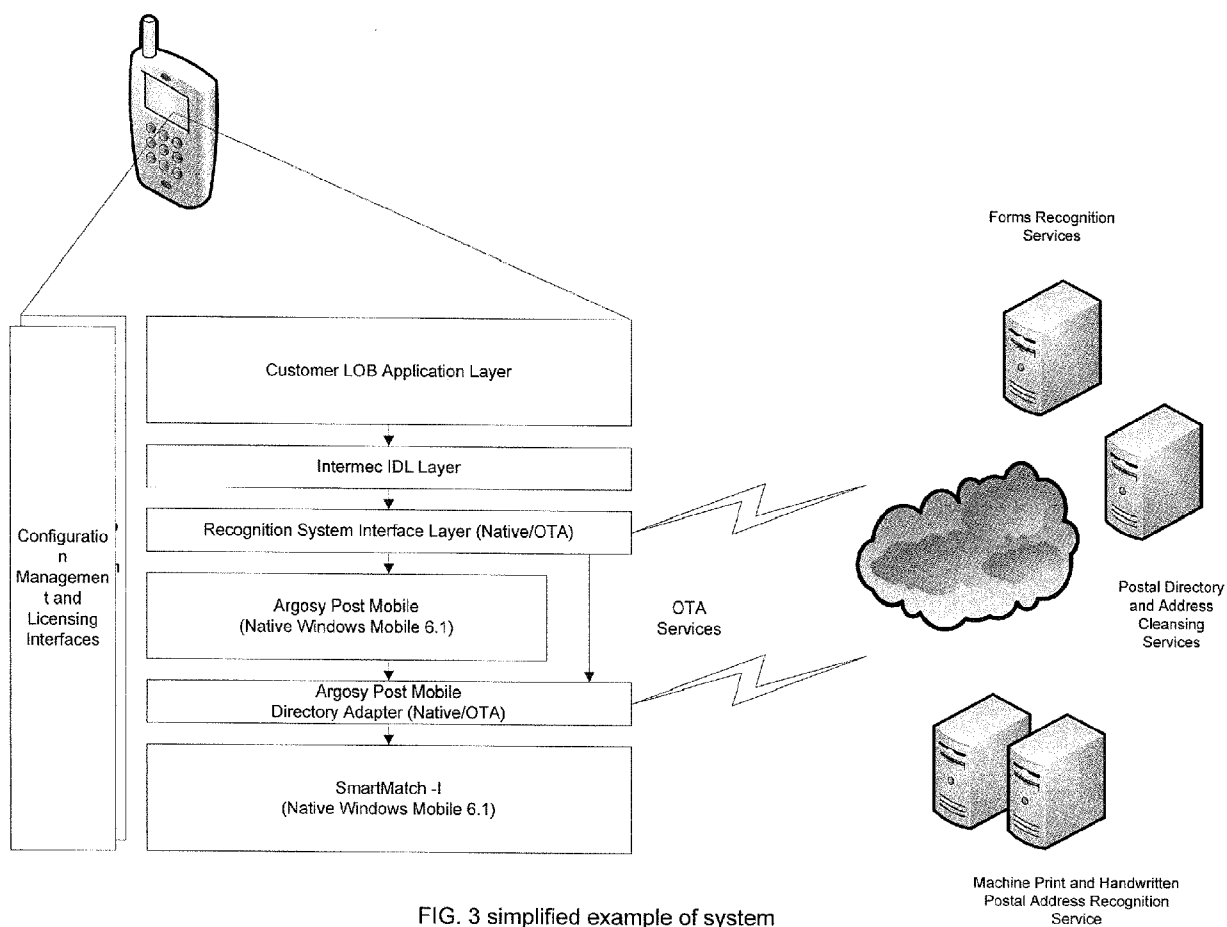 Forms Recognition
Services
Customer LOB Application Layer
Intermec IDL Layer
Recognition System Interface Layer (Native/OTA)
Configuratio
n
Managemen
t and
Licensing
Interfaces
Argosy Post Mobile
(Native Windows Mobile 6.1)
OTA
Services
Postal Directory
and Address
Cleansing
Services
Argosy Post Mobile
Directory Adapter (Native/OTA)
SmartMatch -I
(Native Windows Mobile 6.1)
Machine Print and Handwritten
Postal Address Recognition
Service
FIG. 3 simplified example of system